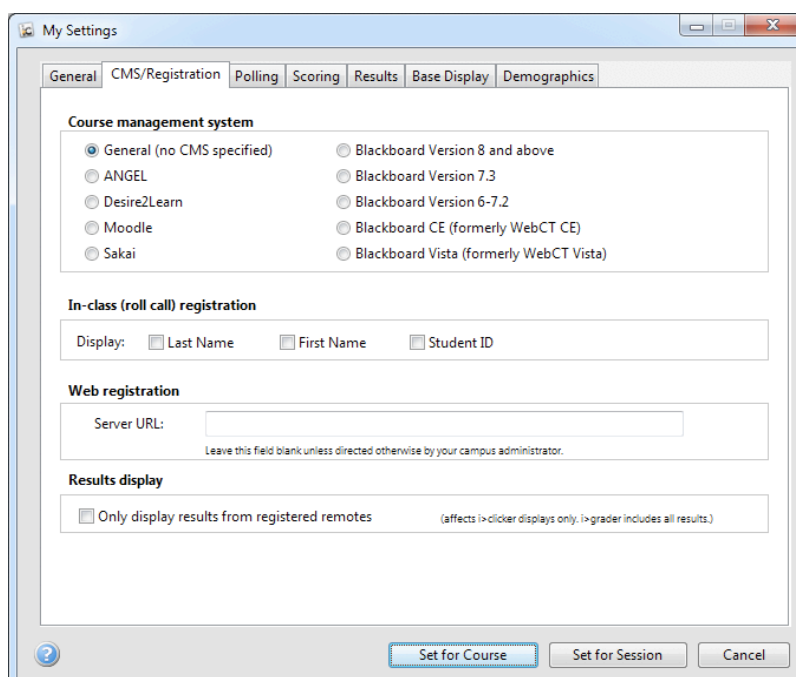 My Settings
General CMS/Registration Polling Scoring Results Base Display Demographics
Course management system
General (no CMS specified) Blackboard Version 8 and above
ANGEL Blackboard Version 7.3
Desire2Learn Blackboard Version 6-7.2
Moodle Blackboard CE (formerly WebCT CE)
Sakai Blackboard Vista (formerly WebCT Vista)
In-class (roll call) registration
Display: Last Name First Name Student ID
Web registration
Server URL:
Leave this field blank unless directed otherwise by your campus administrator.
Results display
Only display results from registered remotes (affects i>clicker displays only. i>grader includes all results.)
? Set for Course Set for Session Cancel